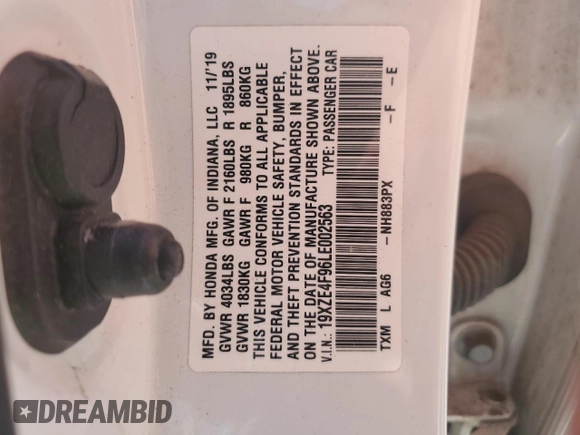 MFD. BY HONDA MFG. OF INDIANA, LLC 11/'19
GVWR 4034LBS GAWR F 2160LBS R 1895LBS
GVWR 1830KG GAWR F 980KG R 860KG
THIS VEHICLE CONFORMS TO ALL APPLICABLE
FEDERAL MOTOR VEHICLE SAFETY, BUMPER,
AND THEFT PREVENTION STANDARDS IN EFFECT
ON THE DATE OF MANUFACTURE SHOWN ABOVE.
V.I.N.: 19XZE4F96LE002563 TYPE: PASSENGER CAR
TXM L AG6 -NH883PX -F -E
DREAMBID